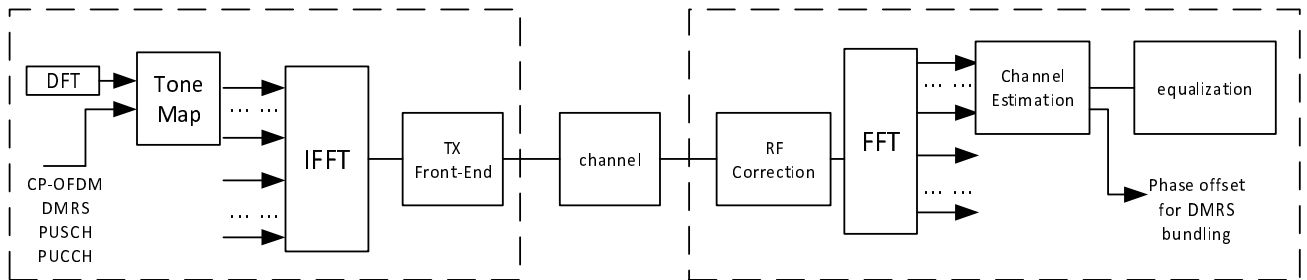 DFT
Tone
Map
... ...
... ...
CP-OFDM
DMRS
PUSCH
PUCCH
IFFT
TX
Front-End
channel
RF
Correction
FFT
... ...
... ...
Channel
Estimation
equalization
Phase offset
for DMRS
bundling